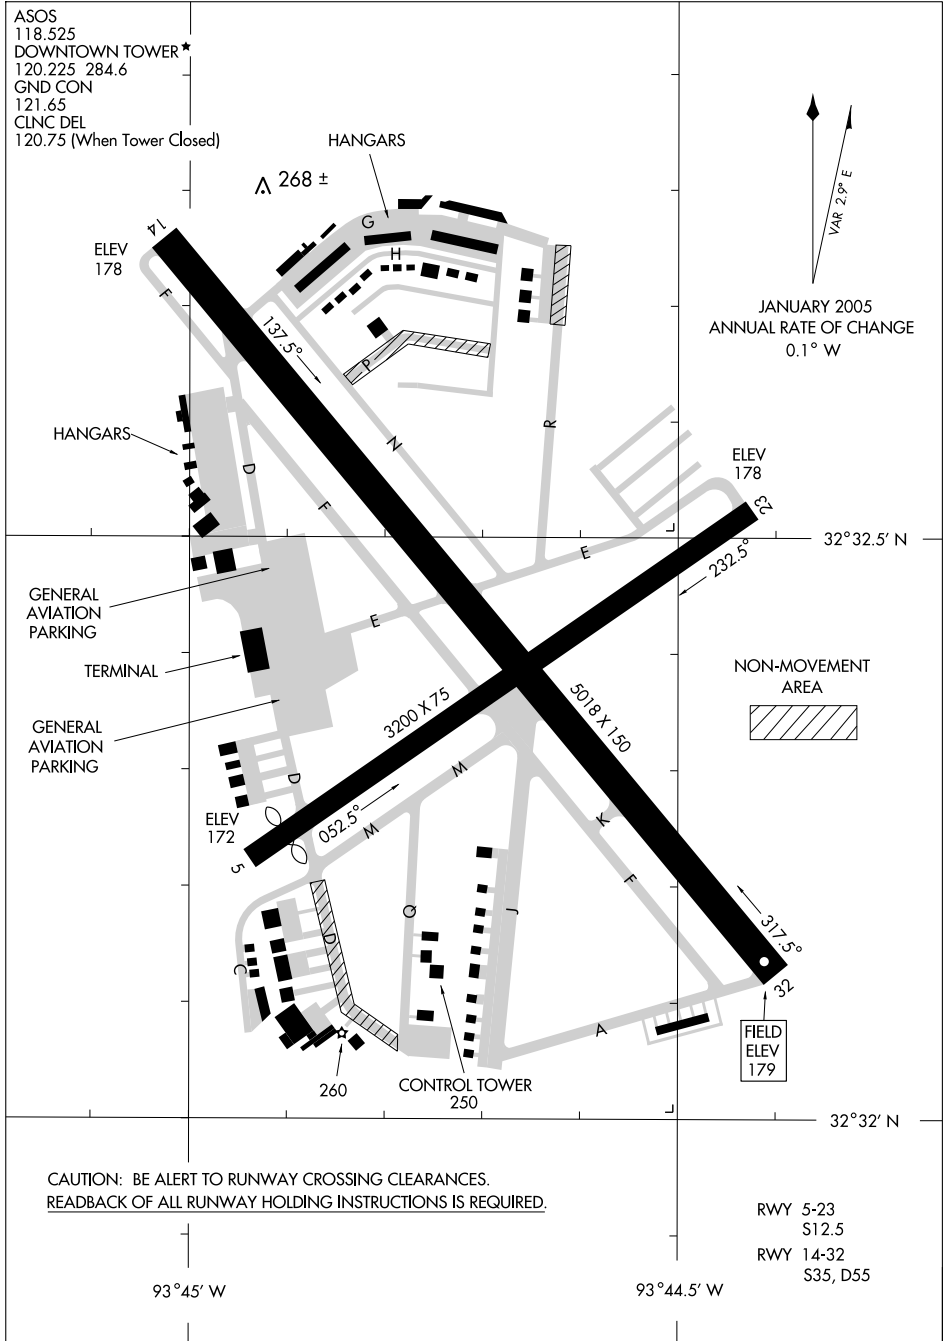 ASOS
118.525
DOWNTOWN TOWER★
120.225 284.6
GND CON
121.65
CLNC DEL
120.75 (When Tower Closed)
HANGARS
268 ±
VAR 2.9° E
JANUARY 2005
ANNUAL RATE OF CHANGE
0.1° W
14
ELEV
178
G
H
F
137.5°
P
N
R
HANGARS
D
F
ELEV
178
23
32°32.5' N
E
232.5°
GENERAL
AVIATION
PARKING
E
TERMINAL
NON-MOVEMENT
AREA
3200 X 75
5018 X 150
GENERAL
AVIATION
PARKING
D
M
ELEV
172
052.5°
M
K
5
F
Q
J
D
C
317.5°
32
A
FIELD
ELEV
179
260
CONTROL TOWER
250
32°32' N
CAUTION: BE ALERT TO RUNWAY CROSSING CLEARANCES.
READBACK OF ALL RUNWAY HOLDING INSTRUCTIONS IS REQUIRED.
RWY 5-23
S12.5
RWY 14-32
S35, D55
93°45' W
93°44.5' W